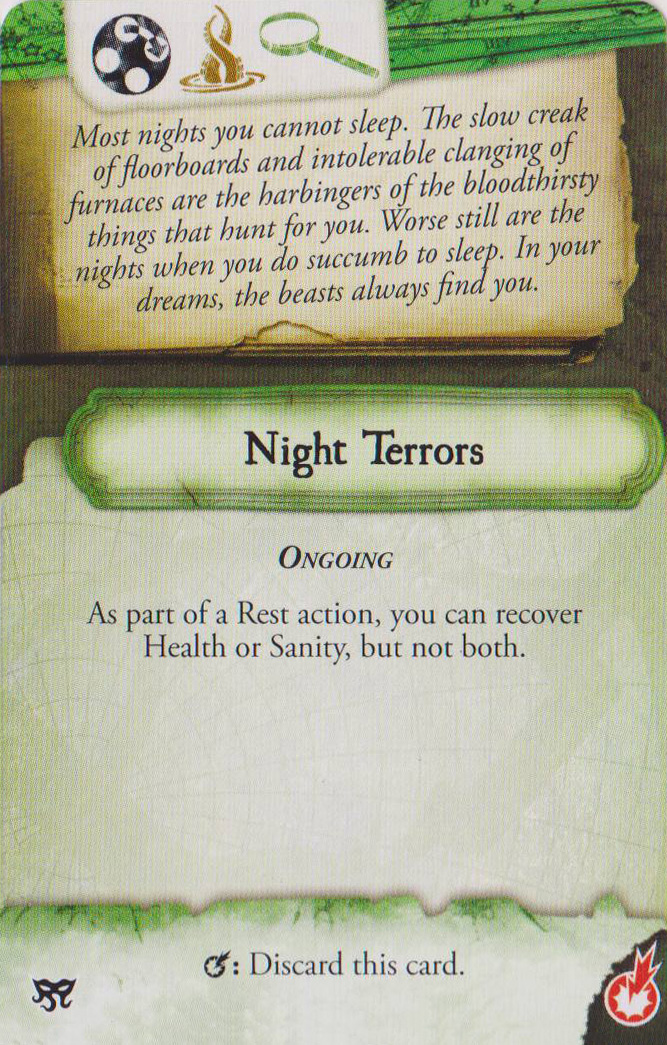 Most nights you cannot sleep. The slow creak
of floorboards and intolerable clanging of
furnaces are the harbingers of the bloodthirsty
things that hunt for you. Worse still are the
nights when you do succumb to sleep. In your
dreams, the beasts always find you.
Night Terrors
ONGOING
As part of a Rest action, you can recover
Health or Sanity, but not both.
: Discard this card.